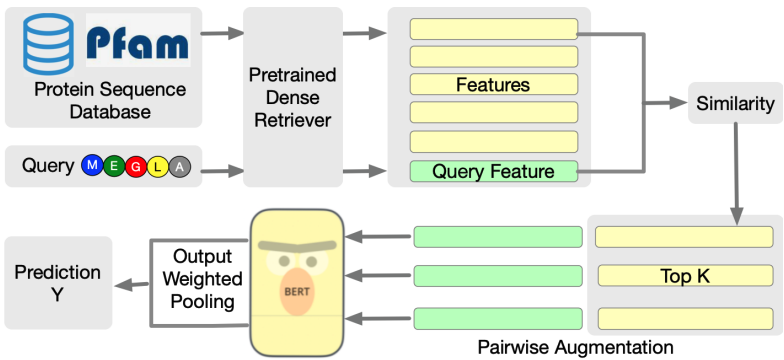 Pfam
Protein Sequence
Database
Query M E G L A
Pretrained
Dense
Retriever
Features
Query Feature
Similarity
Prediction
Y
Output
Weighted
Pooling
BERT
Top K
Pairwise Augmentation